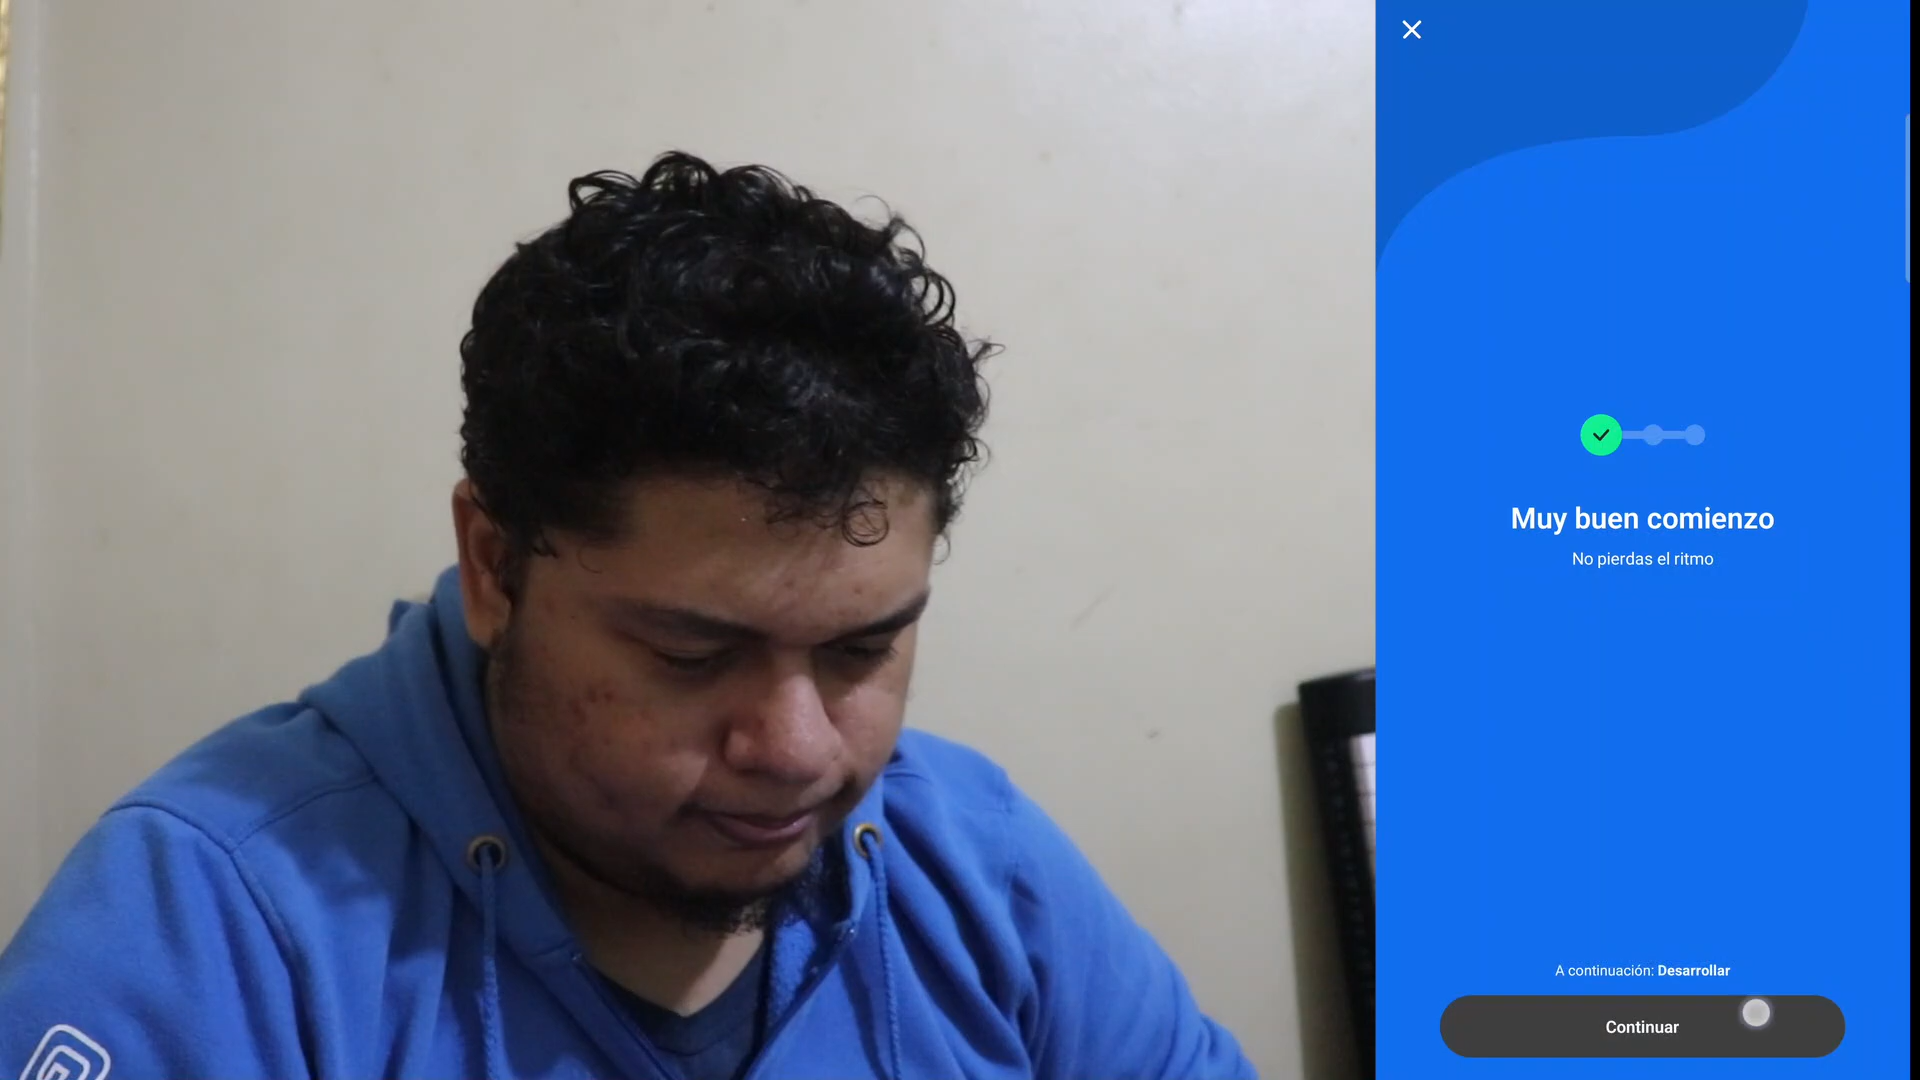 Muy buen comienzo
No pierdas el ritmo
A continuación: Desarrollar
Continuar